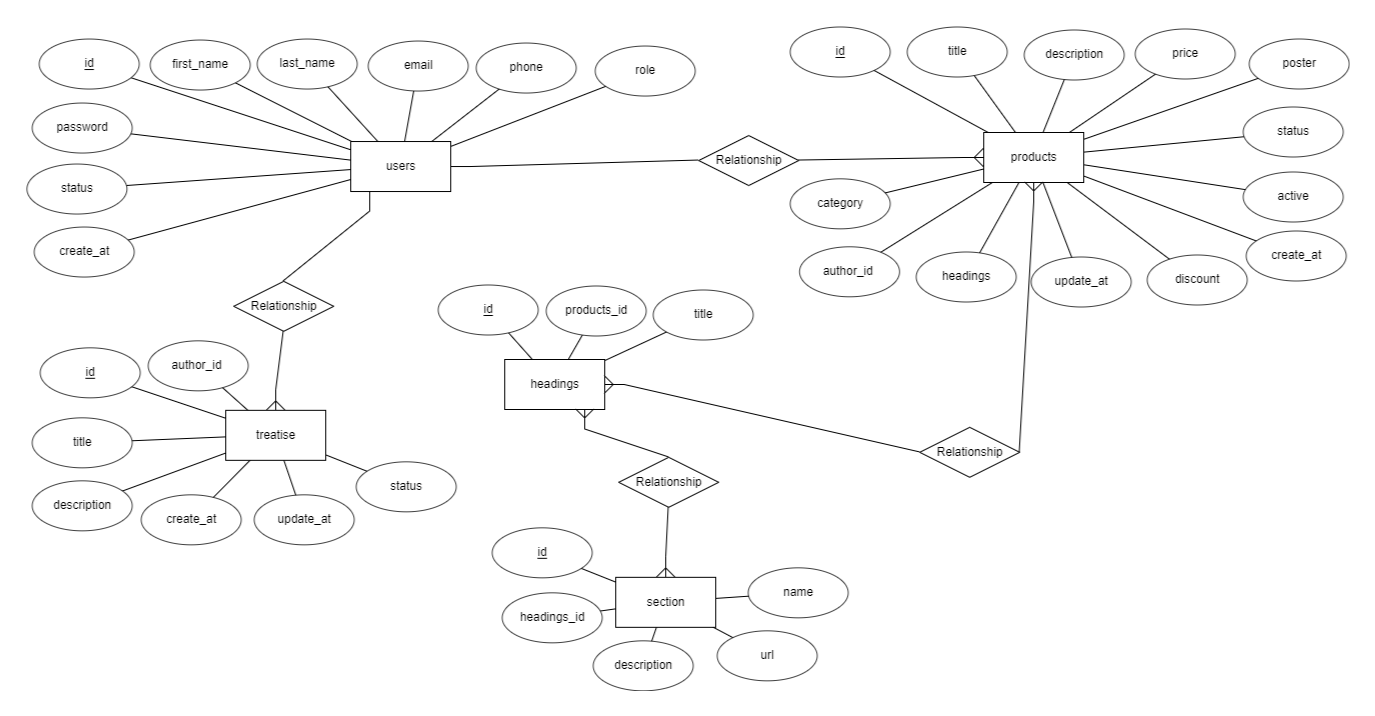 id
first_name
last_name
email
phone
role
password
status
create_at
users
Relationship
id
title
description
price
poster
status
active
create_at
discount
update_at
headings
author_id
category
products
Relationship
id
author_id
title
treatise
description
create_at
update_at
status
id
products_id
title
headings
Relationship
Relationship
id
headings_id
section
name
description
url